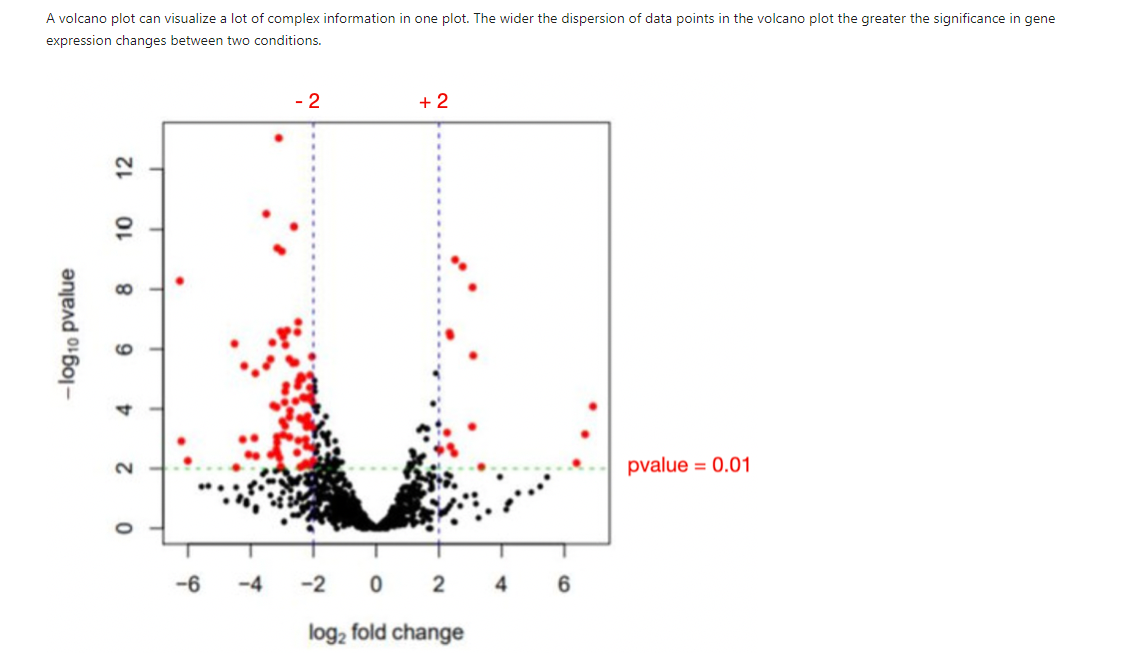 A volcano plot can visualize a lot of complex information in one plot. The wider the dispersion of data points in the volcano plot the greater the significance in gene
expression changes between two conditions.
- 2 + 2
12
10
8
6
4
2
0
−log10 pvalue
pvalue = 0.01
−6 −4 −2 0 2 4 6
log2 fold change